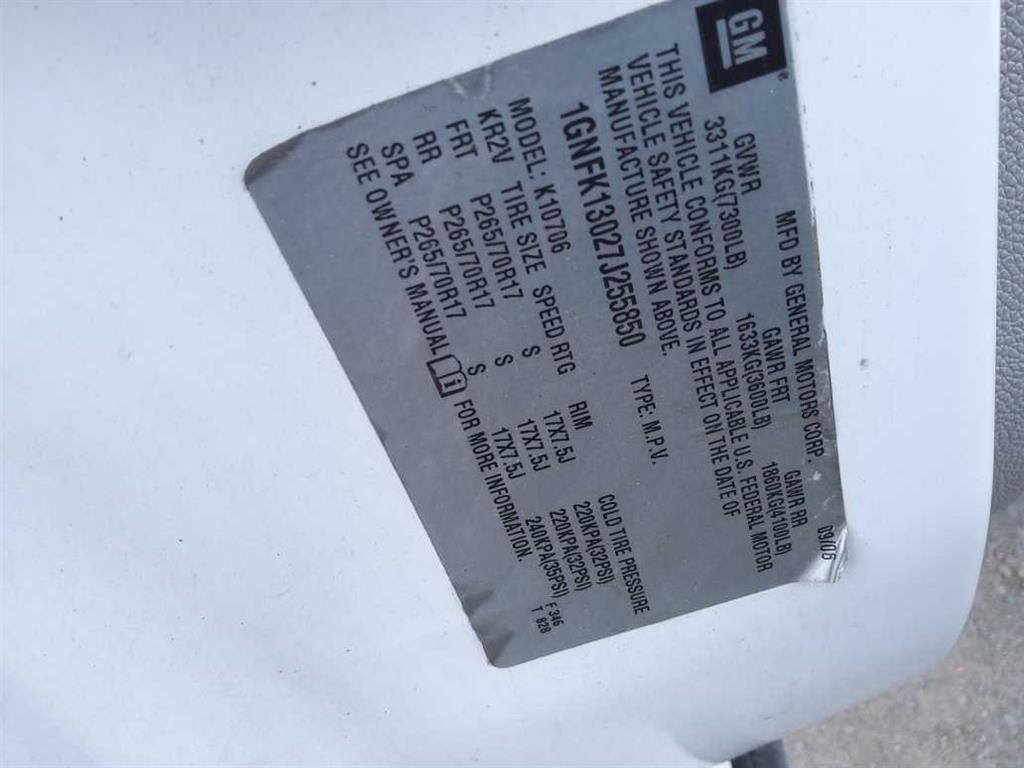 GM ®
MFD BY GENERAL MOTORS CORP. 09/06
GVWR GAWR FRT GAWR RR
3311KG(7300LB) 1633KG(3600LB) 1860KG(4100LB)
THIS VEHICLE CONFORMS TO ALL APPLICABLE U.S. FEDERAL MOTOR
VEHICLE SAFETY STANDARDS IN EFFECT ON THE DATE OF
MANUFACTURE SHOWN ABOVE.
1GNFK13027J255850 TYPE: M.P.V.
MODEL: K10706
KR2V TIRE SIZE SPEED RTG RIM COLD TIRE PRESSURE
FRT P265/70R17 S 17X7.5J 220KPA(32PSI)
RR P265/70R17 S 17X7.5J 220KPA(32PSI)
SPA P265/70R17 S 17X7.5J 240KPA(35PSI)
SEE OWNER'S MANUAL i FOR MORE INFORMATION.
F 346
T 828